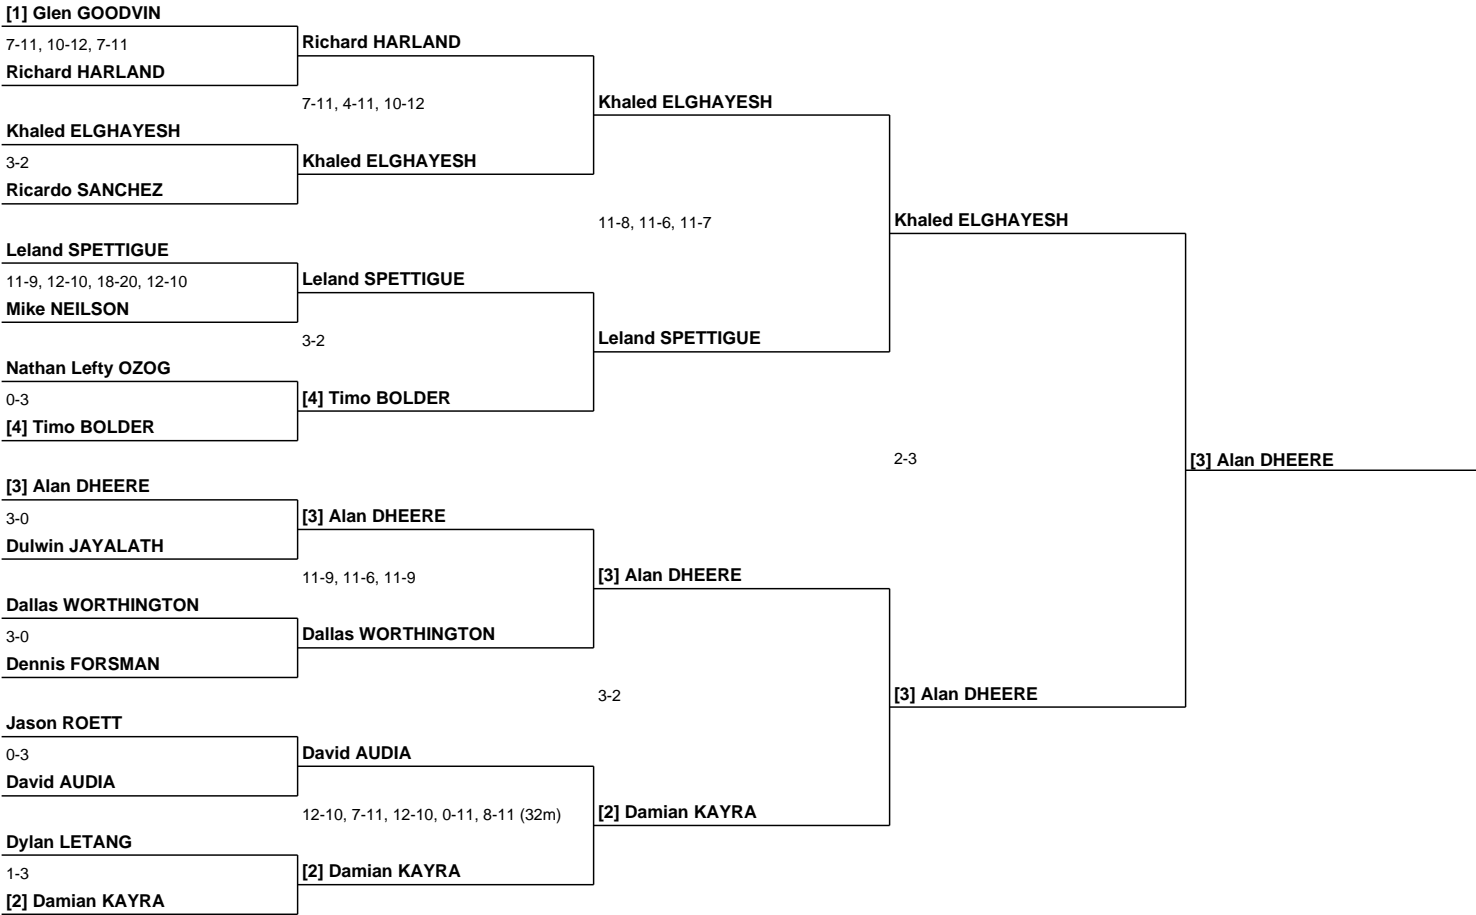 [1] Glen GOODVIN
7-11, 10-12, 7-11
Richard HARLAND
Khaled ELGHAYESH
3-2
Ricardo SANCHEZ
Leland SPETTIGUE
11-9, 12-10, 18-20, 12-10
Mike NEILSON
Nathan Lefty OZOG
0-3
[4] Timo BOLDER
[3] Alan DHEERE
3-0
Dulwin JAYALATH
Dallas WORTHINGTON
3-0
Dennis FORSMAN
Jason ROETT
0-3
David AUDIA
Dylan LETANG
1-3
[2] Damian KAYRA
Richard HARLAND
7-11, 4-11, 10-12
Khaled ELGHAYESH
Leland SPETTIGUE
3-2
[4] Timo BOLDER
[3] Alan DHEERE
11-9, 11-6, 11-9
Dallas WORTHINGTON
David AUDIA
12-10, 7-11, 12-10, 0-11, 8-11 (32m)
[2] Damian KAYRA
Khaled ELGHAYESH
11-8, 11-6, 11-7
Leland SPETTIGUE
[3] Alan DHEERE
3-2
[2] Damian KAYRA
Khaled ELGHAYESH
2-3
[3] Alan DHEERE
[3] Alan DHEERE